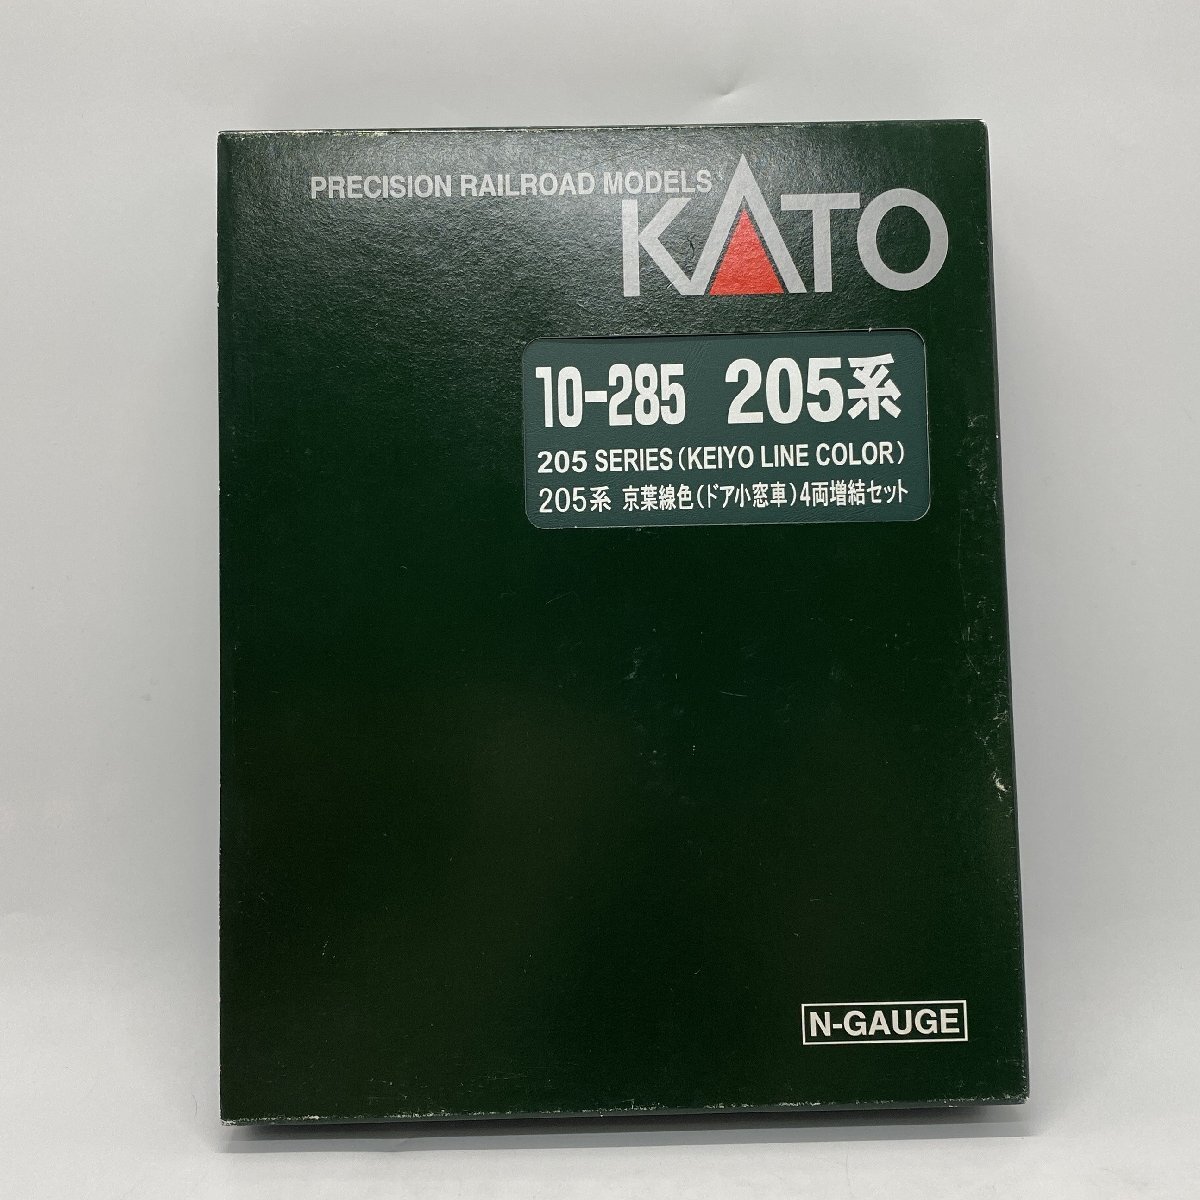 PRECISION RAILROAD MODELS
KATO
10-285 205系
205 SERIES (KEIYO LINE COLOR)
205系 京葉線色(ドア小窓車)4両増結セット
N-GAUGE